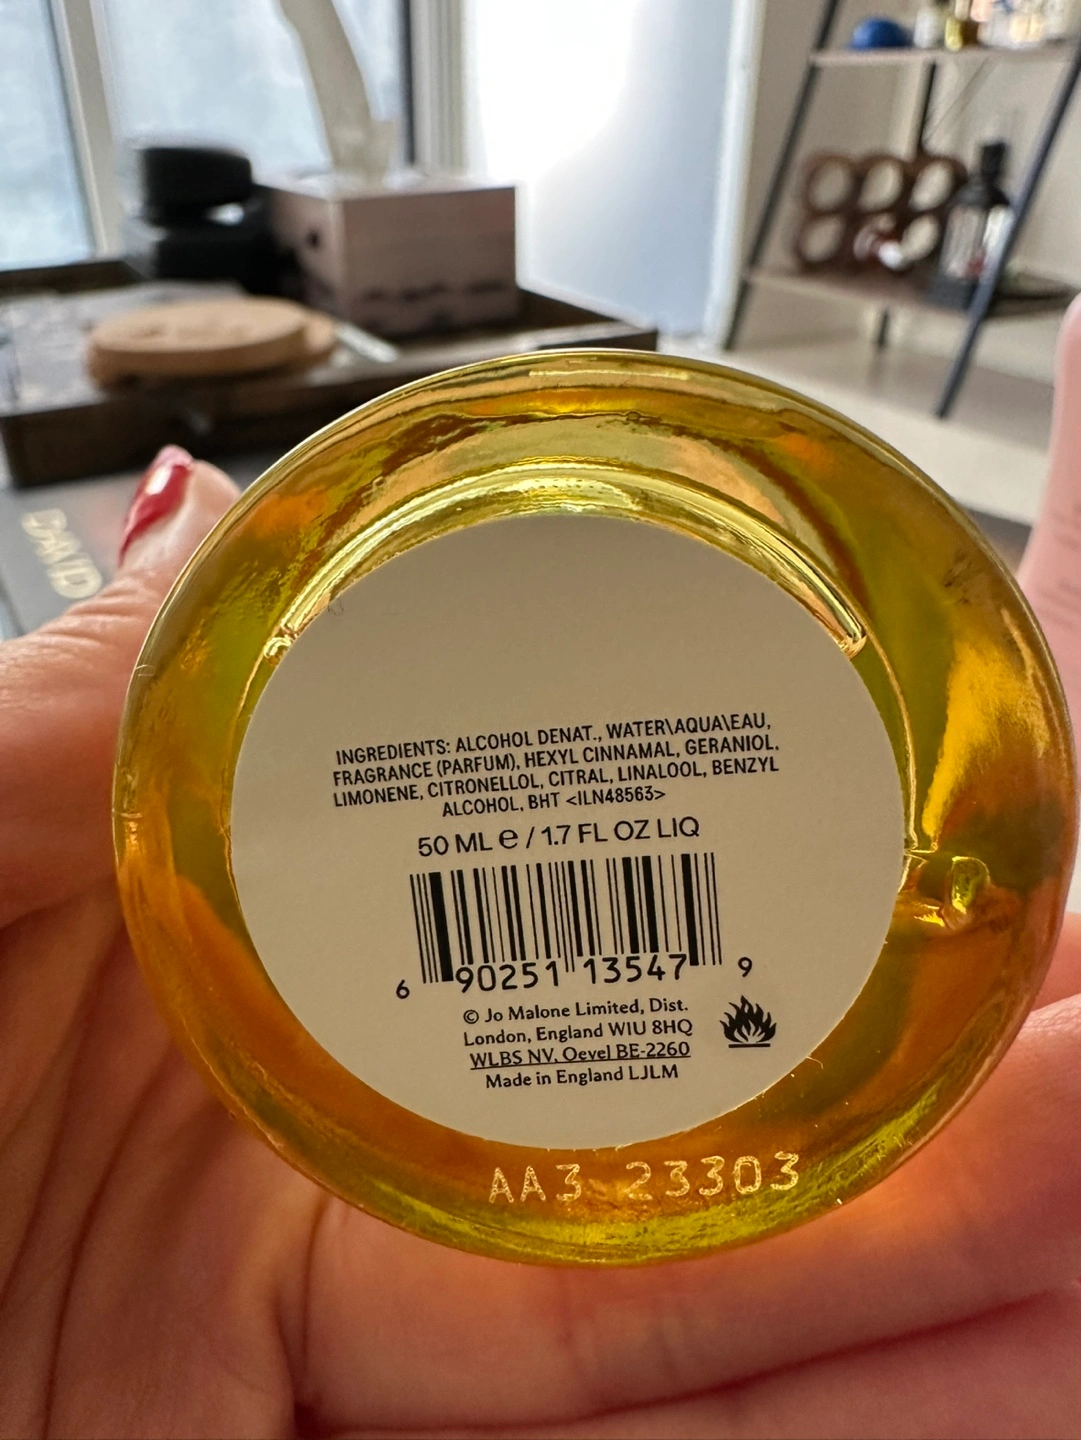 DAVID
INGREDIENTS: ALCOHOL DENAT., WATER\AQUA\EAU,
FRAGRANCE (PARFUM), HEXYL CINNAMAL, GERANIOL,
LIMONENE, CITRONELLOL, CITRAL, LINALOOL, BENZYL
ALCOHOL, BHT <ILN48563>
50 ML e / 1.7 FL OZ LIQ
6 90251 13547 9
© Jo Malone Limited, Dist.
London, England W1U 8HQ
WLBS NV, Oevel BE-2260
Made in England LJLM
AA3 23303